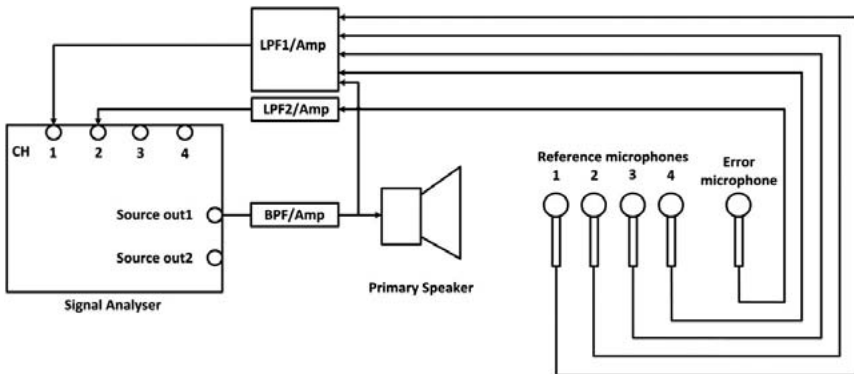 LPF1/Amp
LPF2/Amp
CH 1 2 3 4
Reference microphones
1 2 3 4
Error
microphone
Source out1
BPF/Amp
Source out2
Primary Speaker
Signal Analyser